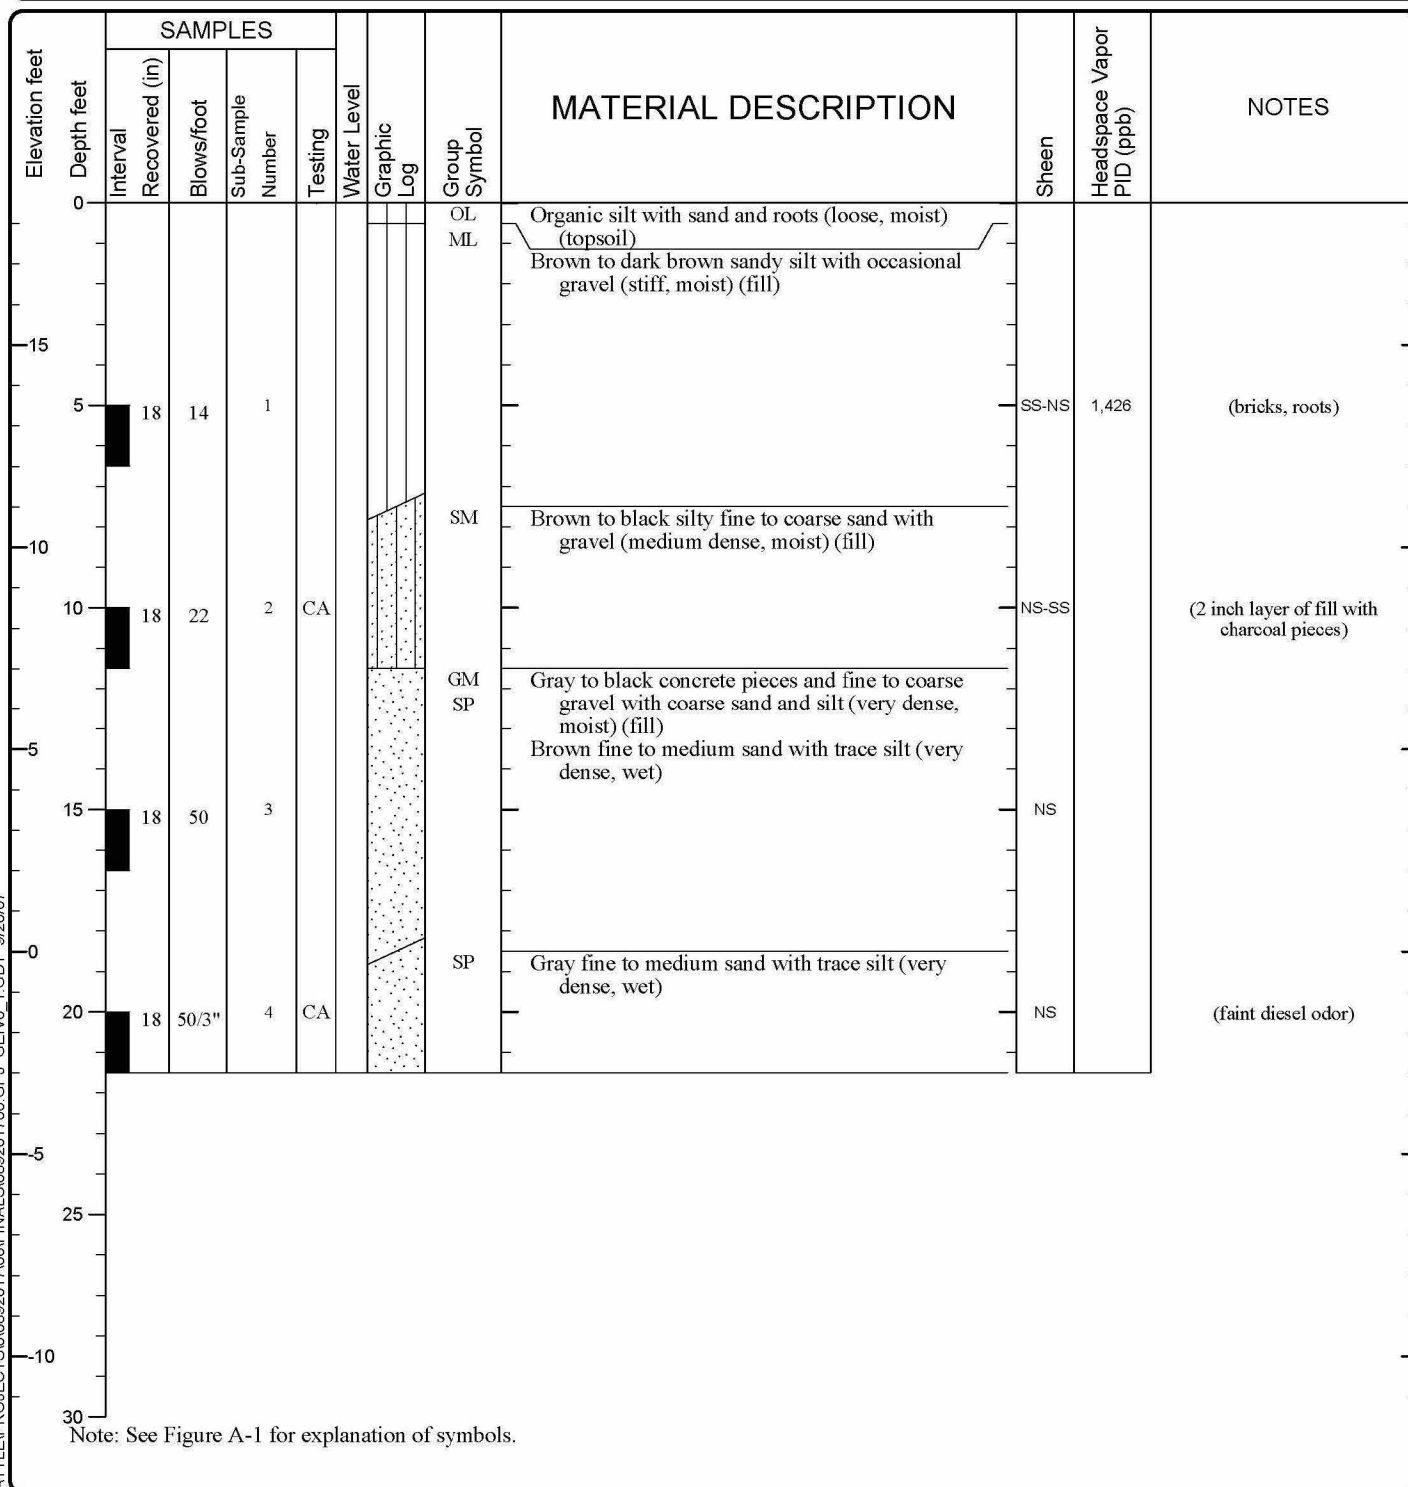 SAMPLES
Elevation feet
Depth feet
Interval
Recovered (in)
Blows/foot
Sub-Sample
Number
Testing
Water Level
Graphic
Log
Group
Symbol
MATERIAL DESCRIPTION
Sheen
Headspace Vapor
PID (ppb)
NOTES
0
OL
Organic silt with sand and roots (loose, moist)
(topsoil)
ML
Brown to dark brown sandy silt with occasional
gravel (stiff, moist) (fill)
15
5
18
14
1
SS-NS
1,426
(bricks, roots)
SM
Brown to black silty fine to coarse sand with
gravel (medium dense, moist) (fill)
10
10
18
22
2
CA
NS-SS
(2 inch layer of fill with
charcoal pieces)
GM
Gray to black concrete pieces and fine to coarse
gravel with coarse sand and silt (very dense,
moist) (fill)
SP
Brown fine to medium sand with trace silt (very
dense, wet)
5
15
18
50
3
NS
0
SP
Gray fine to medium sand with trace silt (very
dense, wet)
20
18
50/3"
4
CA
NS
(faint diesel odor)
-5
25
-10
30
Note: See Figure A-1 for explanation of symbols.